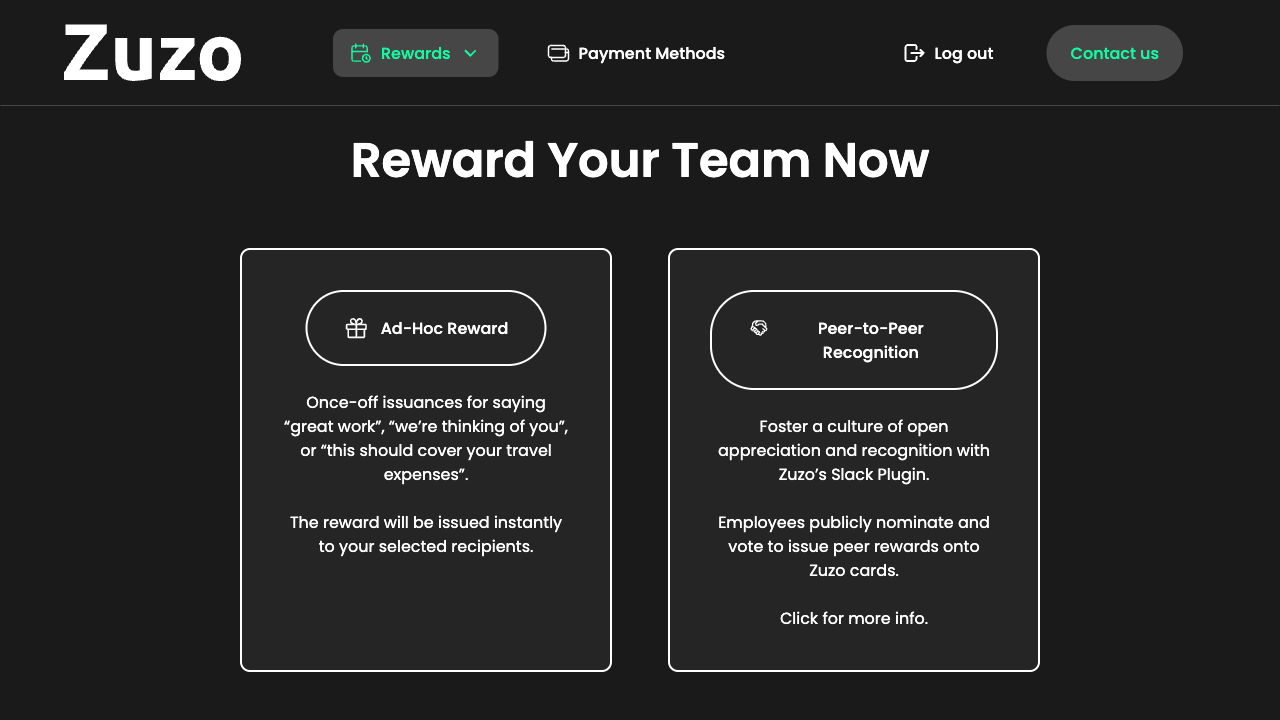 Zuzo
Rewards
Payment Methods
Log out
Contact us
Reward Your Team Now
Ad-Hoc Reward
Once-off issuances for saying
“great work”, “we’re thinking of you”,
or “this should cover your travel
expenses”.
The reward will be issued instantly
to your selected recipients.
Peer-to-Peer
Recognition
Foster a culture of open
appreciation and recognition with
Zuzo’s Slack Plugin.
Employees publicly nominate and
vote to issue peer rewards onto
Zuzo cards.
Click for more info.